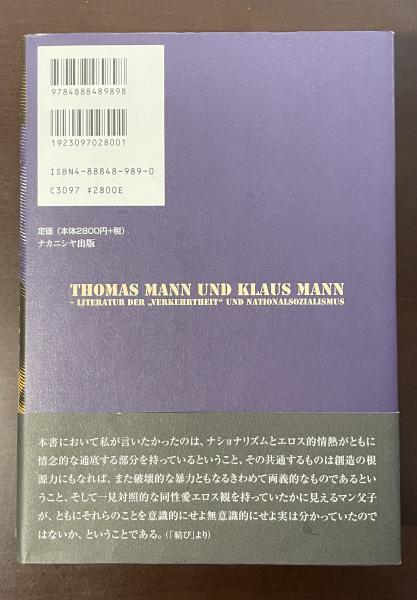 9784888489898
1923097028001
ISBN4-88848-989-0
C3097 ¥2800E
定価（本体2800円+税）
ナカニシヤ出版
THOMAS MANN UND KLAUS MANN
- LITERATUR DER „VERKEHRTHEIT“ UND NATIONALSOZIALISMUS
本書において私が言いたかったのは、ナショナリズムとエロス的情熱がともに
情念的な通底する部分を持っているということ、その共通するものは創造の根
源力にもなれば、また破壊的な暴力ともなるきわめて両義的なものであるとい
うこと、そして一見対照的な同性愛エロス観を持っていたかに見えるマン父子
が、ともにそれらのことを意識的にせよ無意識的にせよ実は分かっていたので
はないか、ということである。（「結び」より）